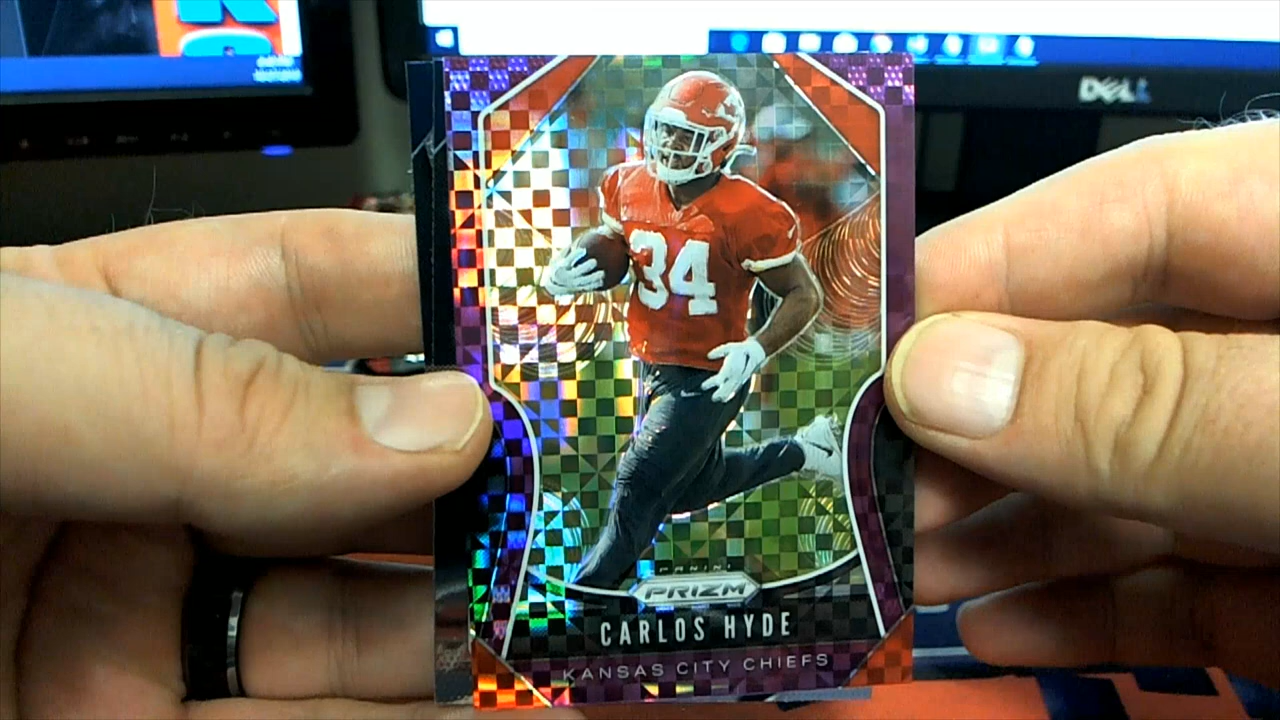 DELL
34
PANINI
PRIZM
CARLOS HYDE
KANSAS CITY CHIEFS